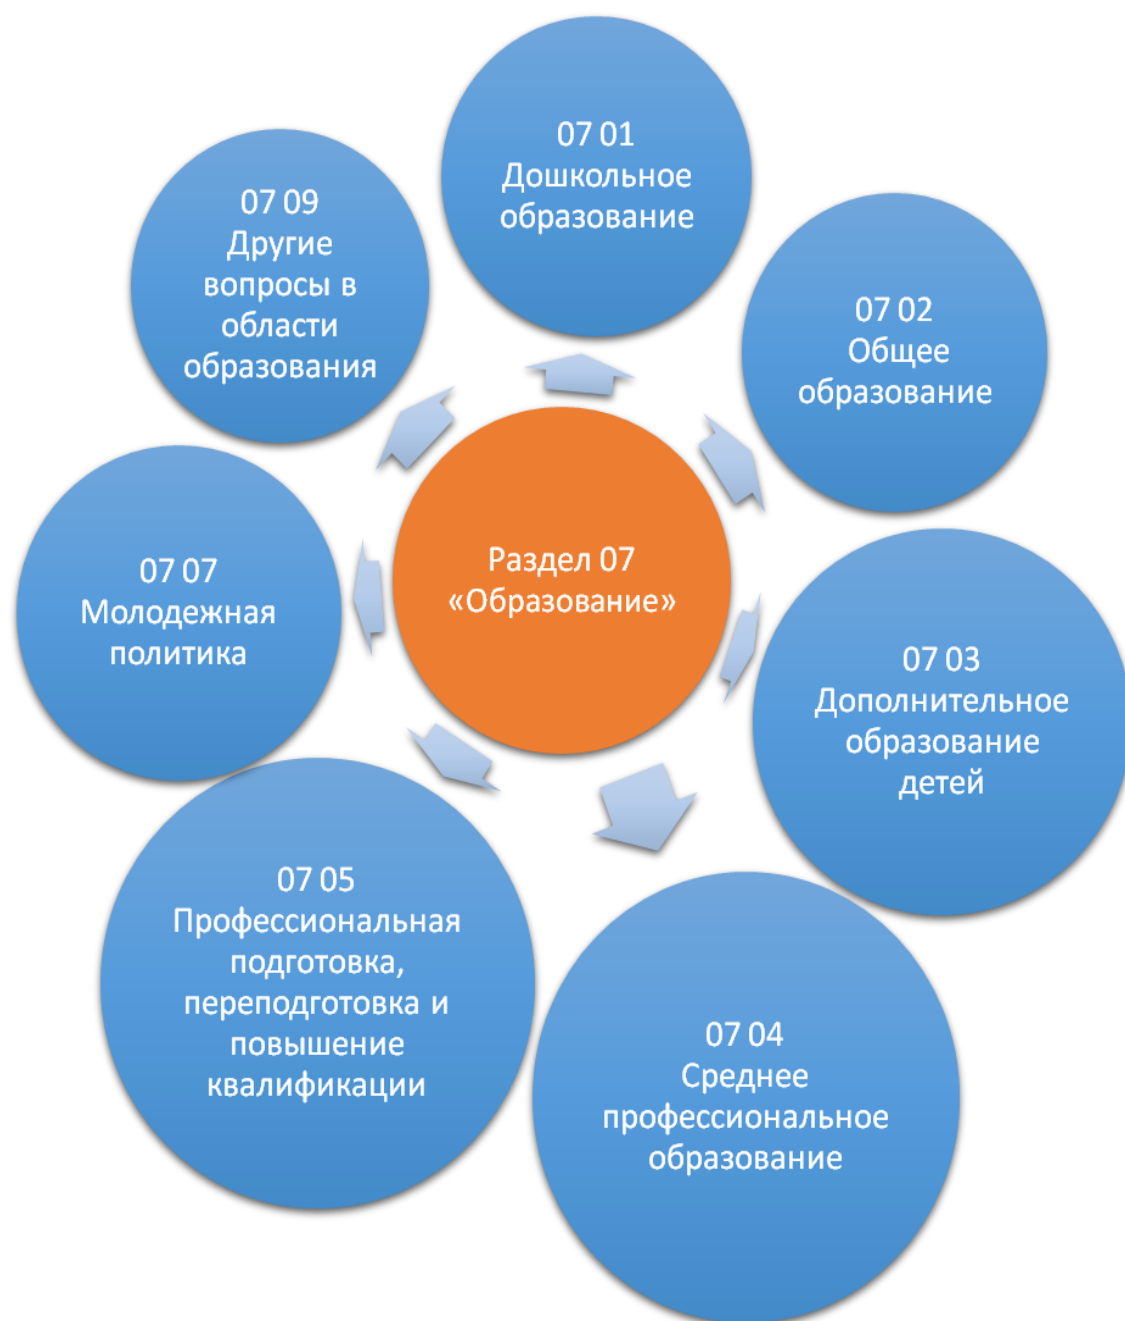 07 01
Дошкольное
образование
07 02
Общее
образование
07 03
Дополнительное
образование
детей
07 04
Среднее
профессиональное
образование
07 05
Профессиональная
подготовка,
переподготовка и
повышение
квалификации
07 07
Молодежная
политика
07 09
Другие
вопросы в
области
образования
Раздел 07
«Образование»